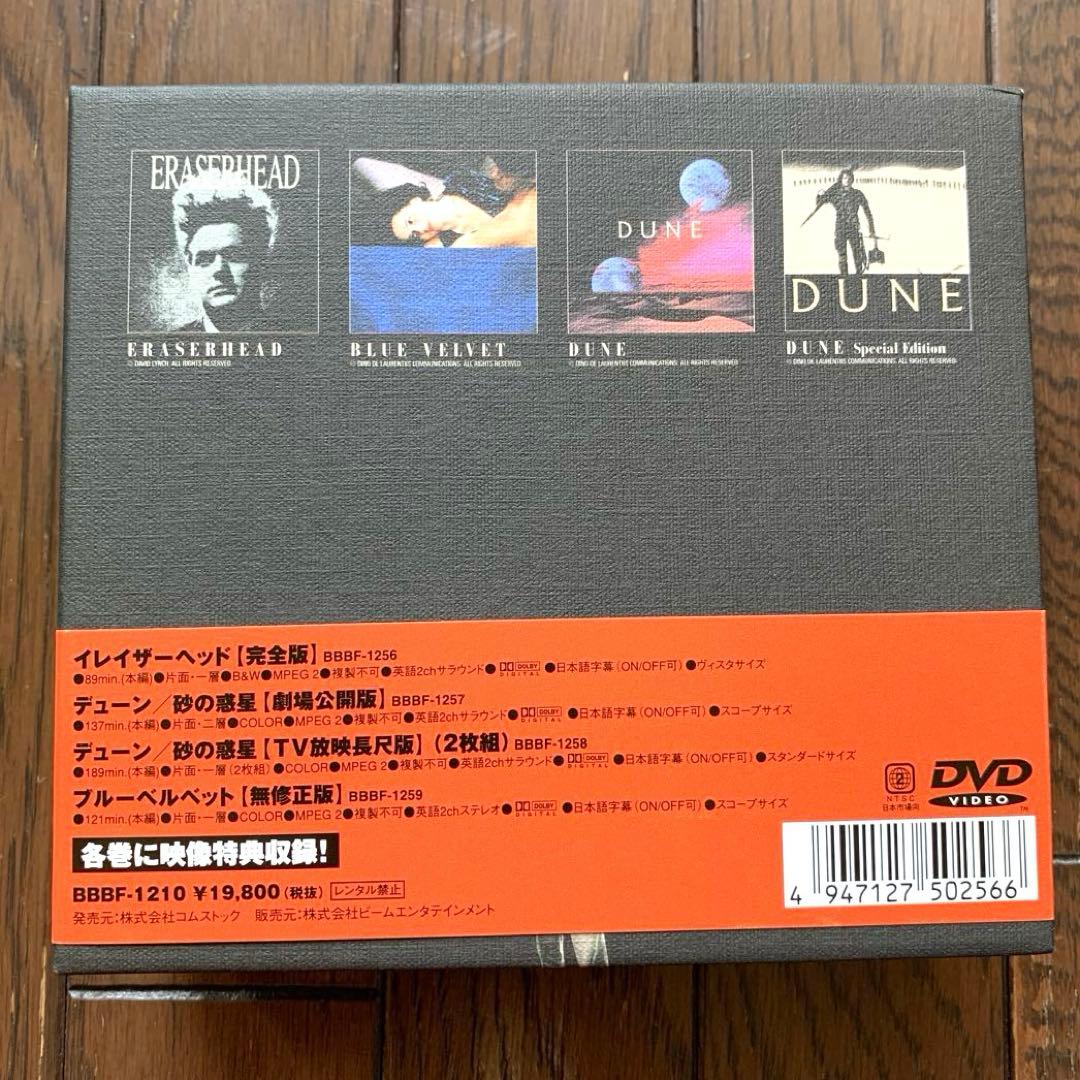 ERASERHEAD
DUNE
DUNE
ERASERHEAD
© DAVID LYNCH ALL RIGHTS RESERVED
BLUE VELVET
© DINO DE LAURENTIIS COMMUNICATIONS ALL RIGHTS RESERVED
DUNE
© DINO DE LAURENTIIS COMMUNICATIONS ALL RIGHTS RESERVED
DUNE Special Edition
© DINO DE LAURENTIIS COMMUNICATIONS ALL RIGHTS RESERVED
イレイザーヘッド【完全版】BBBF-1256
●89min.(本編)●片面・一層●B&W●MPEG 2●複製不可●英語2chサラウンド●DOLBY DIGITAL ●日本語字幕(ON/OFF可)●ヴィスタサイズ
デューン／砂の惑星【劇場公開版】BBBF-1257
●137min.(本編)●片面・二層●COLOR●MPEG 2●複製不可●英語2chサラウンド●DOLBY DIGITAL ●日本語字幕(ON/OFF可)●スコープサイズ
デューン／砂の惑星【TV放映長尺版】(2枚組)BBBF-1258
●189min.(本編)●片面・一層(2枚組)●COLOR●MPEG 2●複製不可●英語2chサラウンド●DOLBY DIGITAL ●日本語字幕(ON/OFF可)●スタンダードサイズ
ブルーベルベット【無修正版】BBBF-1259
●121min.(本編)●片面・一層●COLOR●MPEG 2●複製不可●英語2chステレオ●DOLBY DIGITAL ●日本語字幕(ON/OFF可)●スコープサイズ
各巻に映像特典収録!
BBBF-1210 ¥19,800(税抜) レンタル禁止
発売元:株式会社コムストック 販売元:株式会社ビームエンタテインメント
2
NTSC
日本市場向
DVD
VIDEO
TM
4 947127 502566